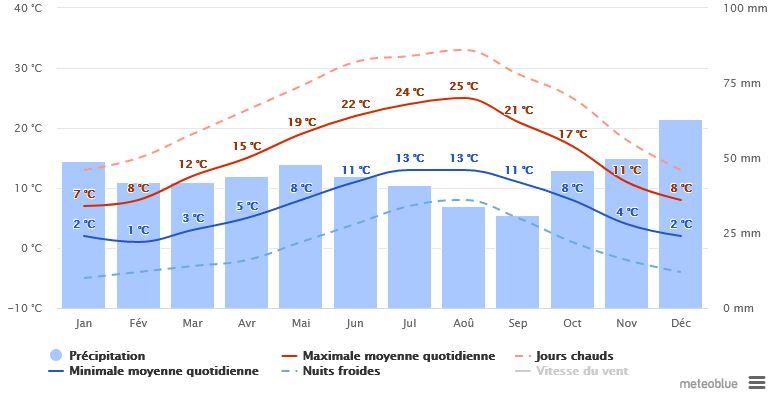 40 °C
30 °C
20 °C
10 °C
0 °C
−10 °C
100 mm
75 mm
50 mm
25 mm
0 mm
7 °C 8 °C 12 °C 15 °C 19 °C 22 °C 24 °C 25 °C 21 °C 17 °C 11 °C 8 °C
2 °C 1 °C 3 °C 5 °C 8 °C 11 °C 13 °C 13 °C 11 °C 8 °C 4 °C 2 °C
Jan Fév Mar Avr Mai Jun Jul Aoû Sep Oct Nov Déc
Précipitation Maximale moyenne quotidienne Jours chauds
Minimale moyenne quotidienne Nuits froides Vitesse du vent
meteoblue